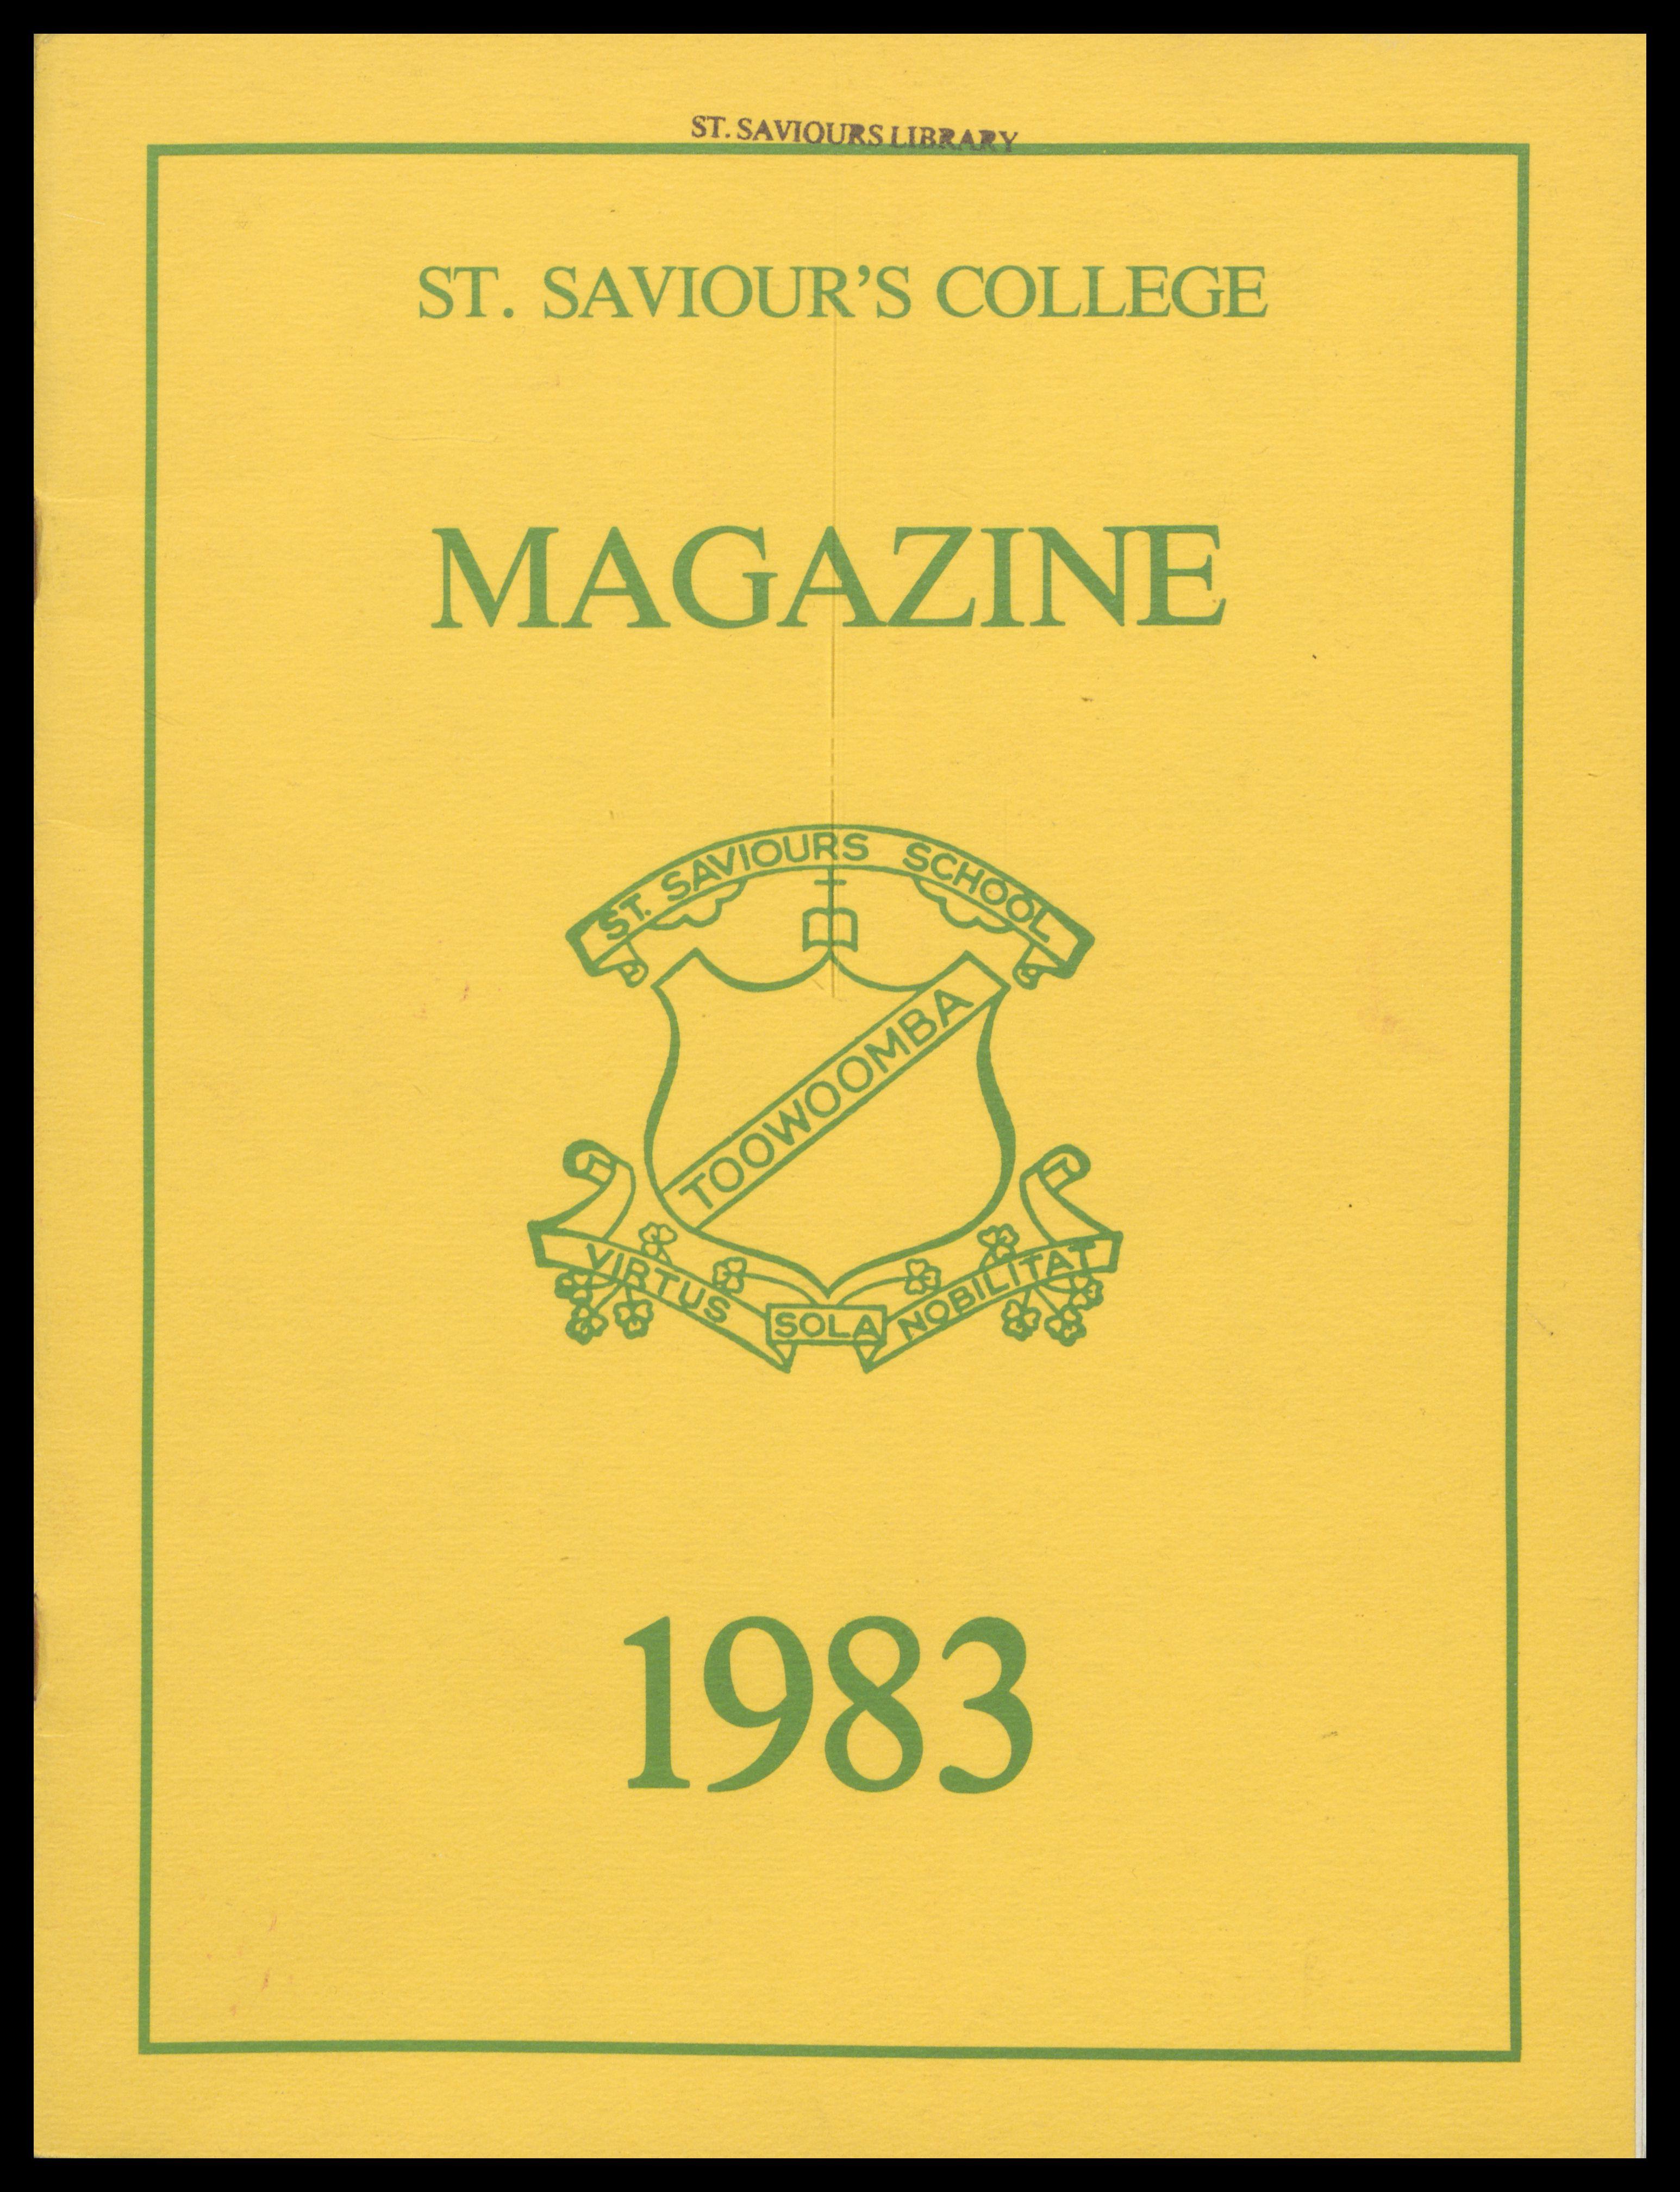 ST. SAVIOURS LIBRARY
ST. SAVIOUR'S COLLEGE
MAGAZINE
ST. SAVIOURS SCHOOL
TOOWOOMBA
VIRTUS SOLA NOBILITAT
1983